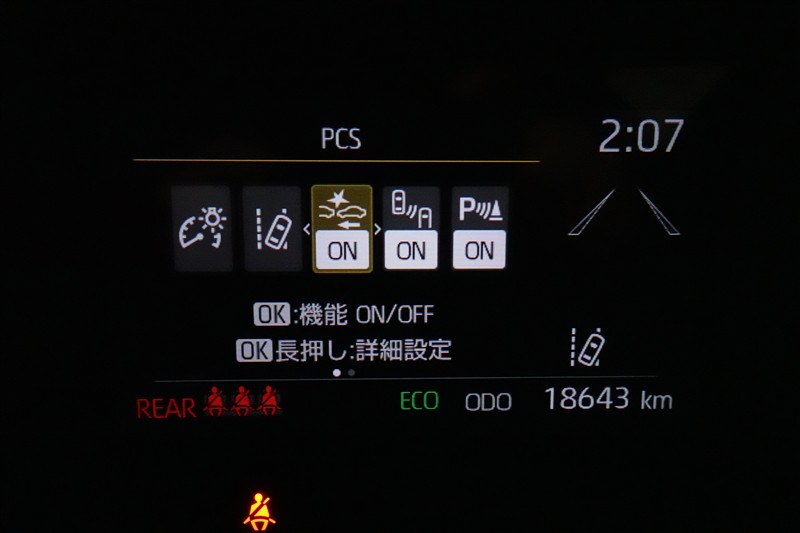 PCS
2:07
P
ON ON ON
OK:機能 ON/OFF
OK長押し:詳細設定
REAR ECO ODO 18643 km